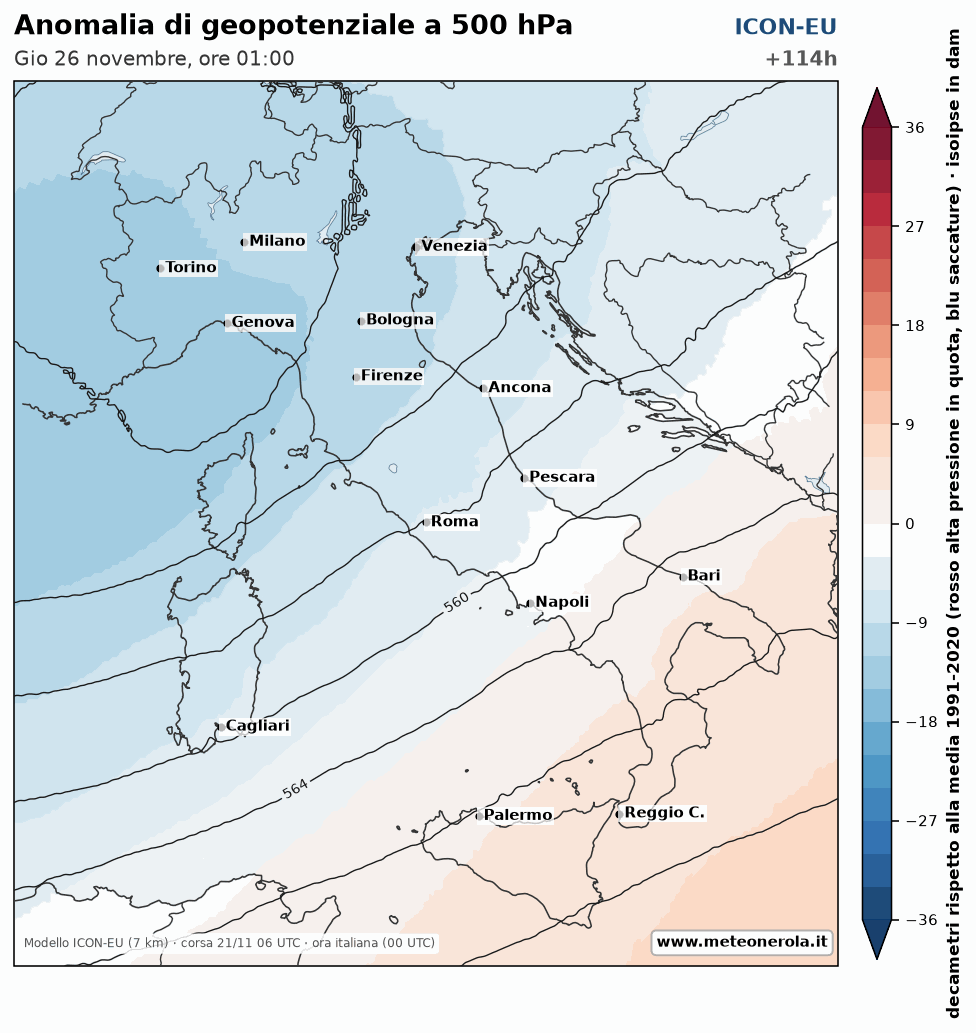 Anomalia di geopotenziale a 500 hPa
ICON-EU
Gio 26 novembre, ore 01:00
+114h
Milano
Venezia
Torino
Genova
Bologna
Firenze
Ancona
Pescara
Roma
Bari
560
Napoli
Cagliari
564
Palermo
Reggio C.
Modello ICON-EU (7 km) · corsa 21/11 06 UTC · ora italiana (00 UTC)
www.meteonerola.it
36
27
18
9
0
−9
−18
−27
−36
decametri rispetto alla media 1991-2020 (rosso alta pressione in quota, blu saccature) · isoipse in dam